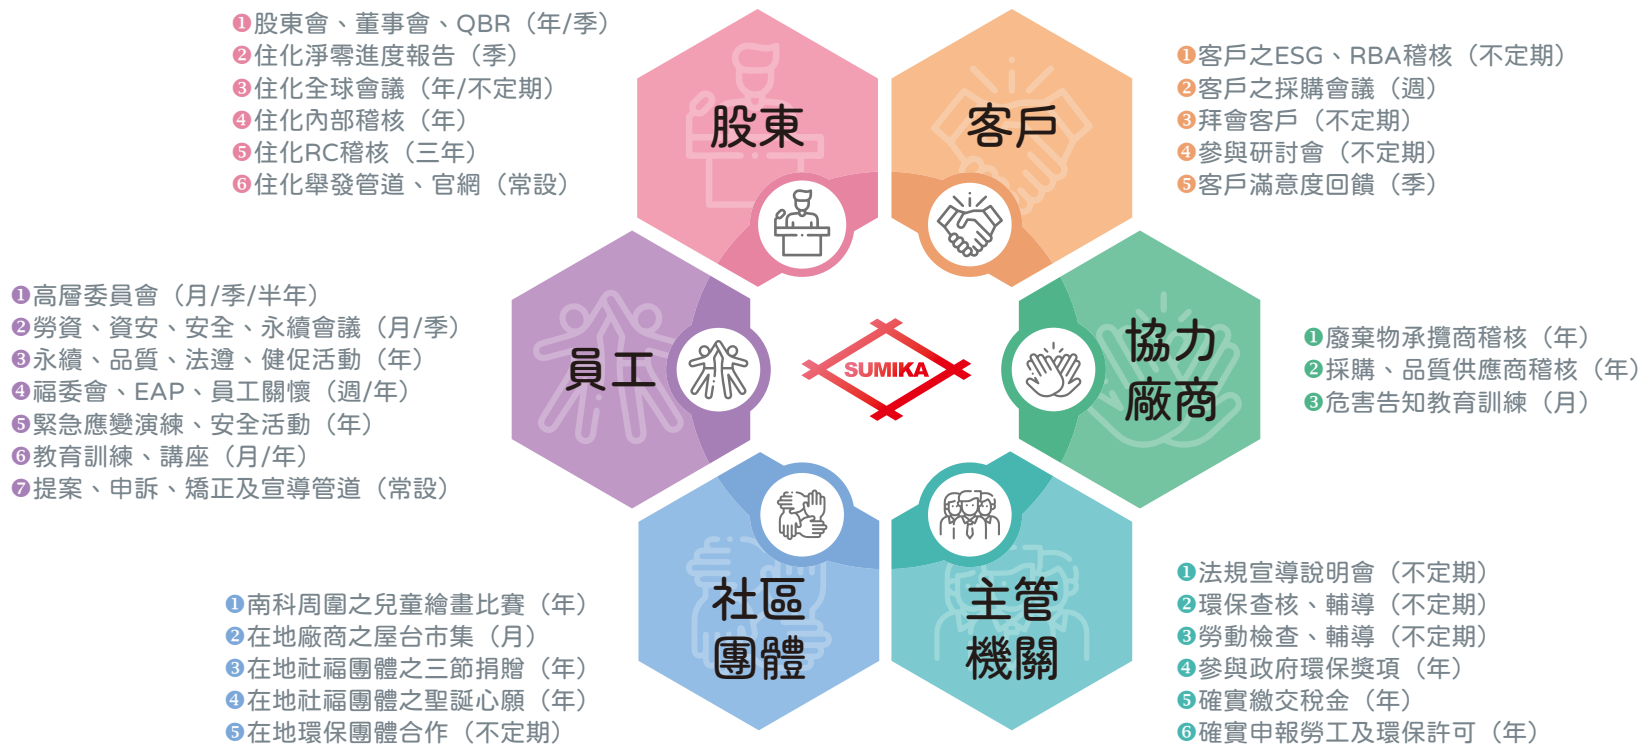 ❶股東會、董事會、QBR（年/季）
❷住化淨零進度報告（季）
❸住化全球會議（年/不定期）
❹住化內部稽核（年）
❺住化RC稽核（三年）
❻住化舉發管道、官網（常設）
股東
客戶
❶客戶之ESG、RBA稽核（不定期）
❷客戶之採購會議（週）
❸拜會客戶（不定期）
❹參與研討會（不定期）
❺客戶滿意度回饋（季）
❶高層委員會（月/季/半年）
❷勞資、資安、安全、永續會議（月/季）
❸永續、品質、法遵、健促活動（年）
❹福委會、EAP、員工關懷（週/年）
❺緊急應變演練、安全活動（年）
❻教育訓練、講座（月/年）
❼提案、申訴、矯正及宣導管道（常設）
員工
SUMIKA
協力
廠商
❶廢棄物承攬商稽核（年）
❷採購、品質供應商稽核（年）
❸危害告知教育訓練（月）
❶南科周圍之兒童繪畫比賽（年）
❷在地廠商之屋台市集（月）
❸在地社福團體之三節捐贈（年）
❹在地社福團體之聖誕心願（年）
❺在地環保團體合作（不定期）
社區
團體
主管
機關
❶法規宣導說明會（不定期）
❷環保查核、輔導（不定期）
❸勞動檢查、輔導（不定期）
❹參與政府環保獎項（年）
❺確實繳交稅金（年）
❻確實申報勞工及環保許可（年）